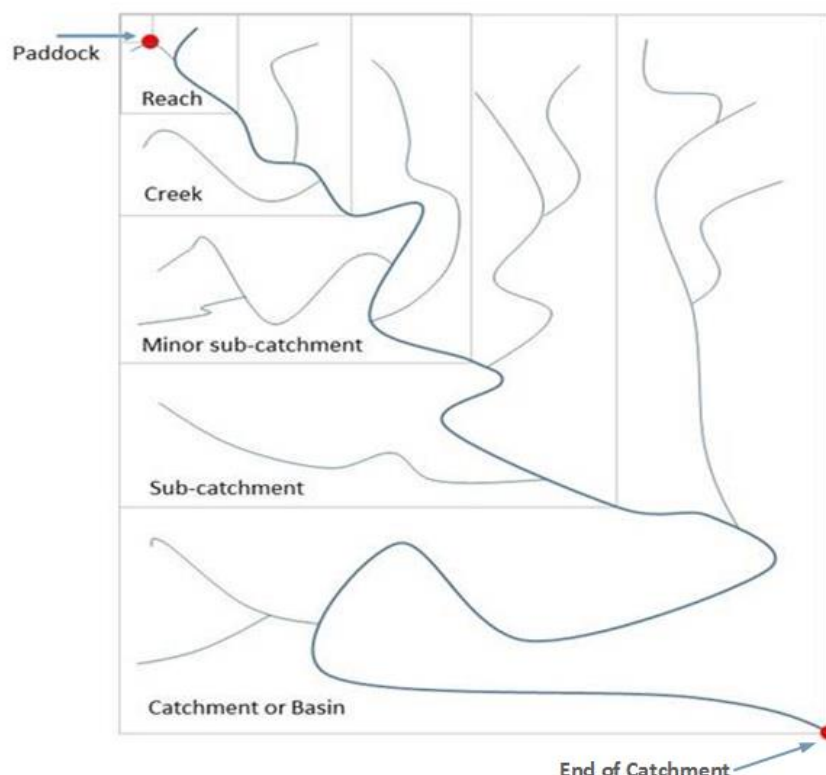 Paddock
Reach
Creek
Minor sub-catchment
Sub-catchment
Catchment or Basin
End of Catchment